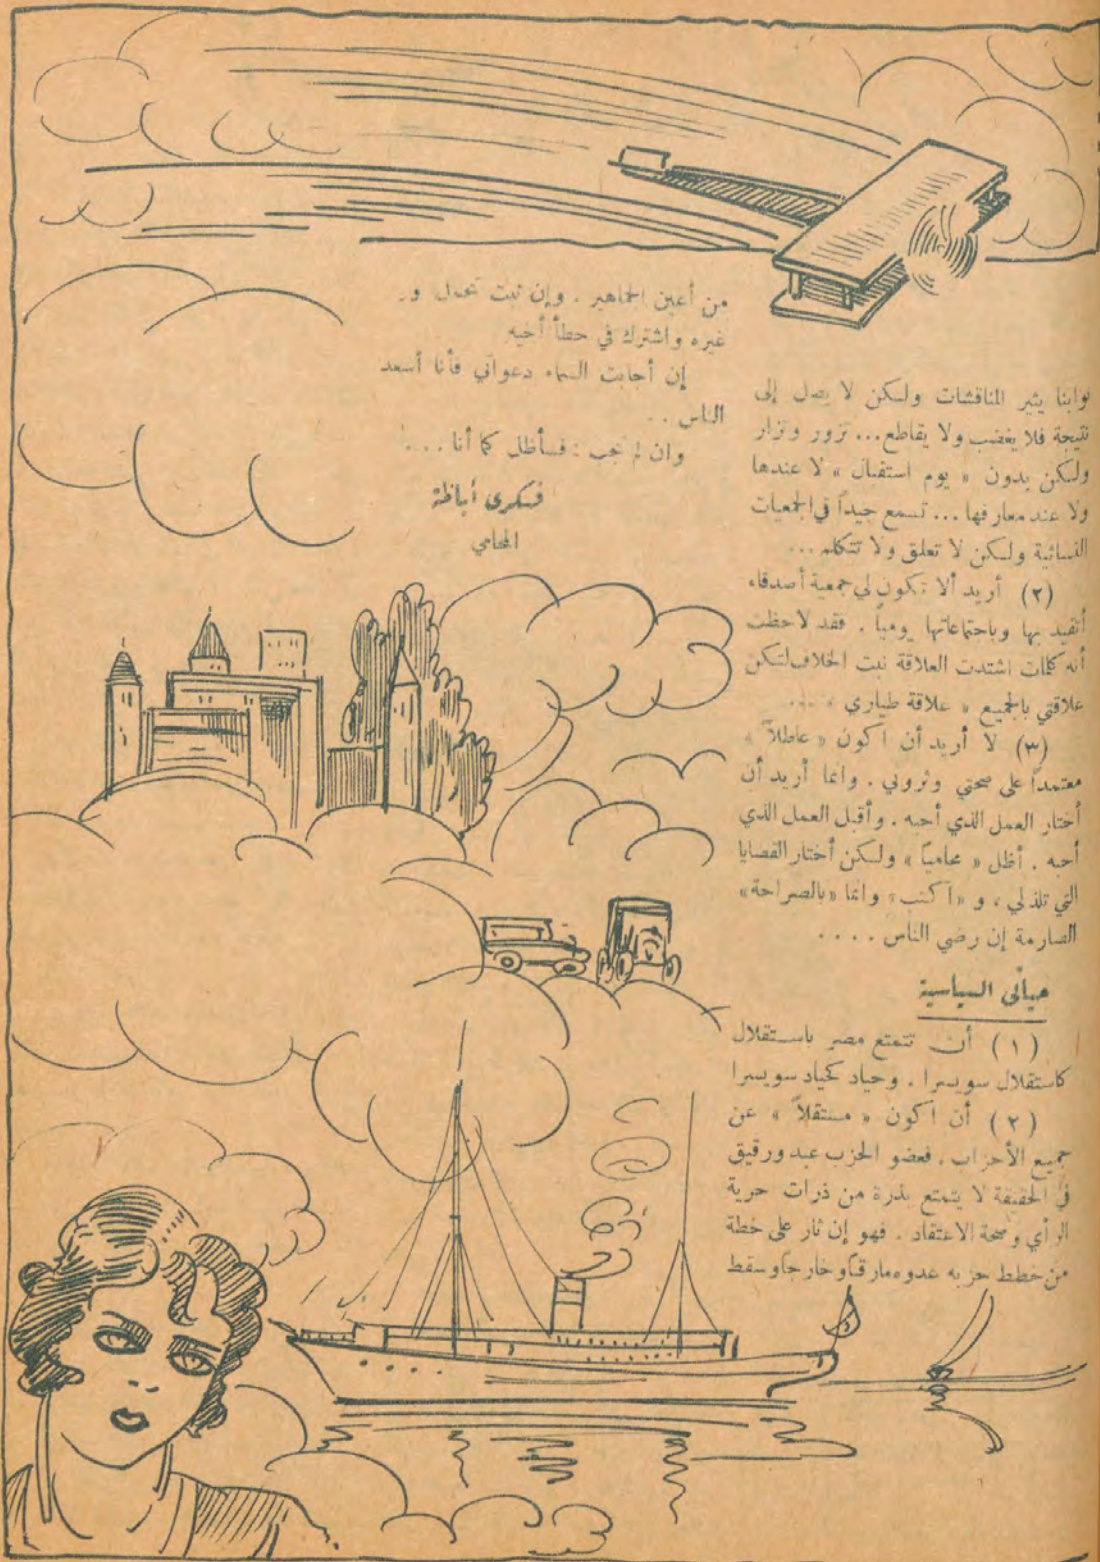 نوابنا يثير المناقشات ولكن لا يصل إلى
نتيجة فلا يغضب ولا يقاطع... تزور وتزار
ولكن بدون « يوم استقبال » لا عندها
ولا عند معارفها ... تسمع جيداً في الجمعيات
النسائية ولكن لا تعلق ولا تتكلم ...
(٢) أريد ألا تكون لي جمعية أصدقاء
أتقيد بها وباجتماعاتها يومياً . فقد لاحظت
أنه كلمات اشتدت العلاقة نبت الخلاف لتكن
علاقتي بالجميع « علاقة طياري » ...
(٣) لا أريد أن أكون « عاطلاً »
معتمداً على صحتي وثروتي . وانما أريد أن
أختار العمل الذي أحبه . وأقبل العمل الذي
أحبه . أظل « محامياً » ولكن أختار القضايا
التي تلذ لي ، و « أكتب » وانما « بالصراحة »
الصارمة إن رضي الناس . . . .
السياسية
(١) أن تتمتع مصر باستقلال
كاستقلال سويسرا . وحياد كحياد سويسرا
(٢) أن أكون « مستقلاً » عن
جميع الأحزاب . فعضو الحزب عبد ورقيق
في الحقيقة لا يتمتع بذرة من ذرات حرية
الرأي وصحة الاعتقاد . فهو إن ثار على خطة
من خطط حزبه عدوه مارقاً وخارجاً وسقط
من أعين الجماهير . وإن ثبت تحمل
غيره واشترك في خطأ أخيه
إن أجابت السماء دعواتي فأنا أسعد
الناس ..
وان لم تجب : فسأظل كما أنا ...
فكرى أباظة
المحامي